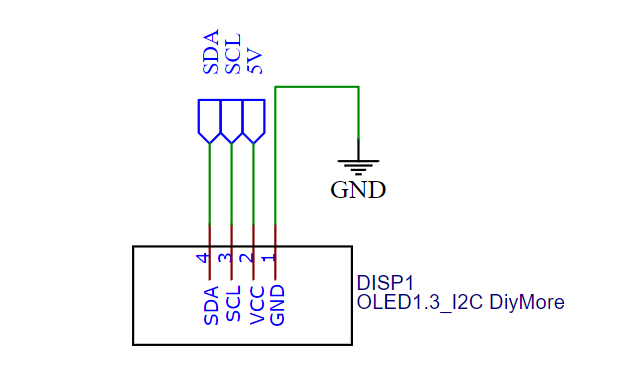 SDA
SCL
5V
GND
4
3
2
1
SDA
SCL
VCC
GND
DISP1
OLED1.3_I2C DiyMore